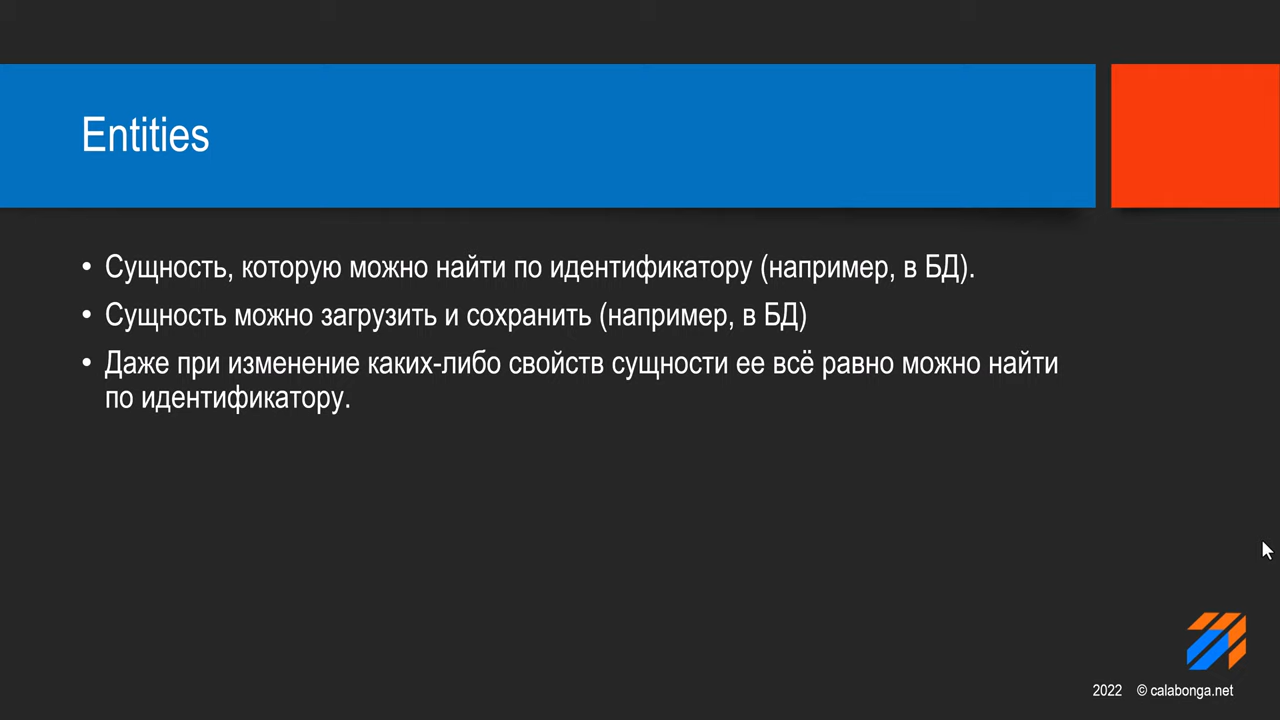 Entities
• Сущность, которую можно найти по идентификатору (например, в БД).
• Сущность можно загрузить и сохранить (например, в БД)
• Даже при изменение каких-либо свойств сущности ее всё равно можно найти
по идентификатору.
2022 © calabonga.net